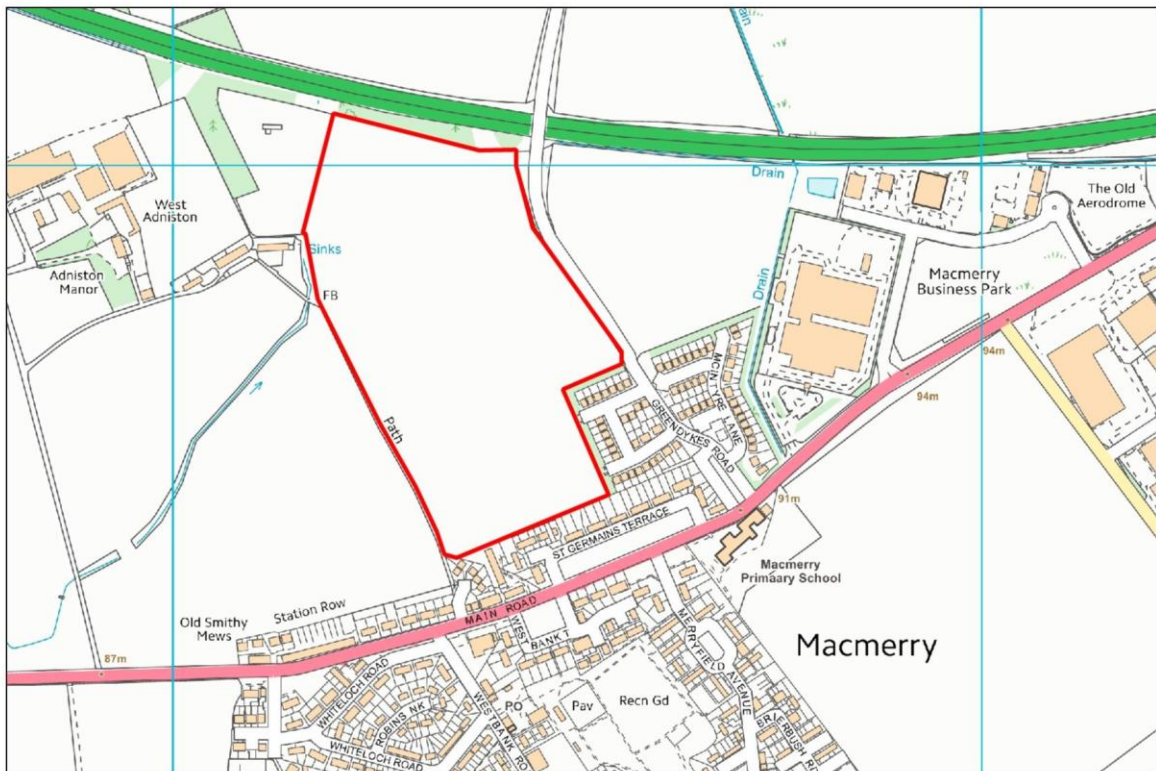 ain
Drain
The Old
Aerodrome
West
Adniston
Adniston
Manor
Sinks
FB
Drain
Macmerry
Business Park
94m
94m
MCINTYRE LANE
GREENDYKES ROAD
Path
91m
ST GERMAINS TERRACE
Macmerry
Primaary School
Station Row
MAIN ROAD
Old Smithy
Mews
WEST
BANK T
MERRYFIELD AVENUE
Macmerry
87m
WHITELOCH ROAD
ROBINS NK
WHITELOCH ROAD
WESTBANK RO
PO
Pav
Recn Gd
BRIERBUSH R